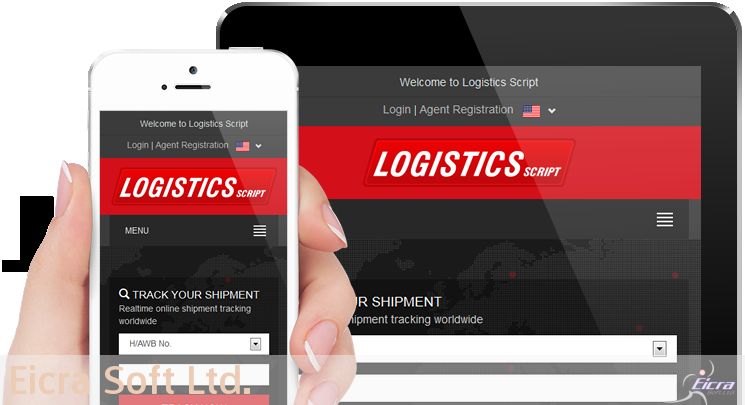 Welcome to Logistics Script
Login | Agent Registration
LOGISTICS SCRIPT
MENU
TRACK YOUR SHIPMENT
Realtime online shipment tracking
worldwide
H/AWB No.
Welcome to Logistics Script
Login | Agent Registration
LOGISTICS SCRIPT
UR SHIPMENT
shipment tracking worldwide
Eicra Soft Ltd.
Eicra